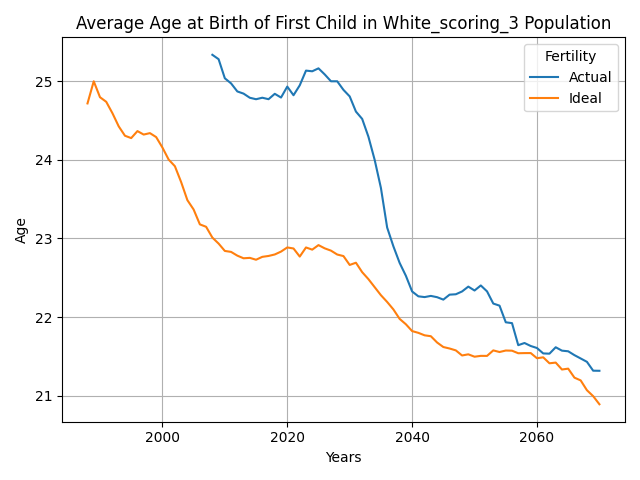 Average Age at Birth of First Child in White_scoring_3 Population
Fertility
Actual
Ideal
Age
25
24
23
22
21
2000 2020 2040 2060
Years